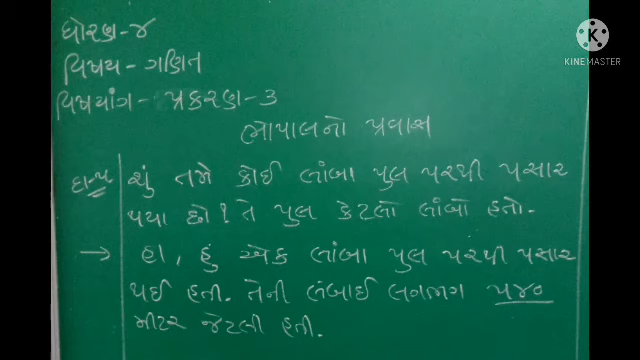 ધોરણ-૪
વિષય - ગણિત
વિષયાંગ - પ્રકરણ-૩
ભોપાલનો પ્રવાસ
શું તમે કોઈ લાંબા પુલ પરથી પસાર
થયા છો? તે પુલ કેટલો લાંબો હતો.
→ હા, હું એક લાંબા પુલ પરથી પસાર
થઈ હતી. તેની લંબાઈ લગભગ ૫૪૦
મીટર જેટલી હતી.
K
KINEMASTER